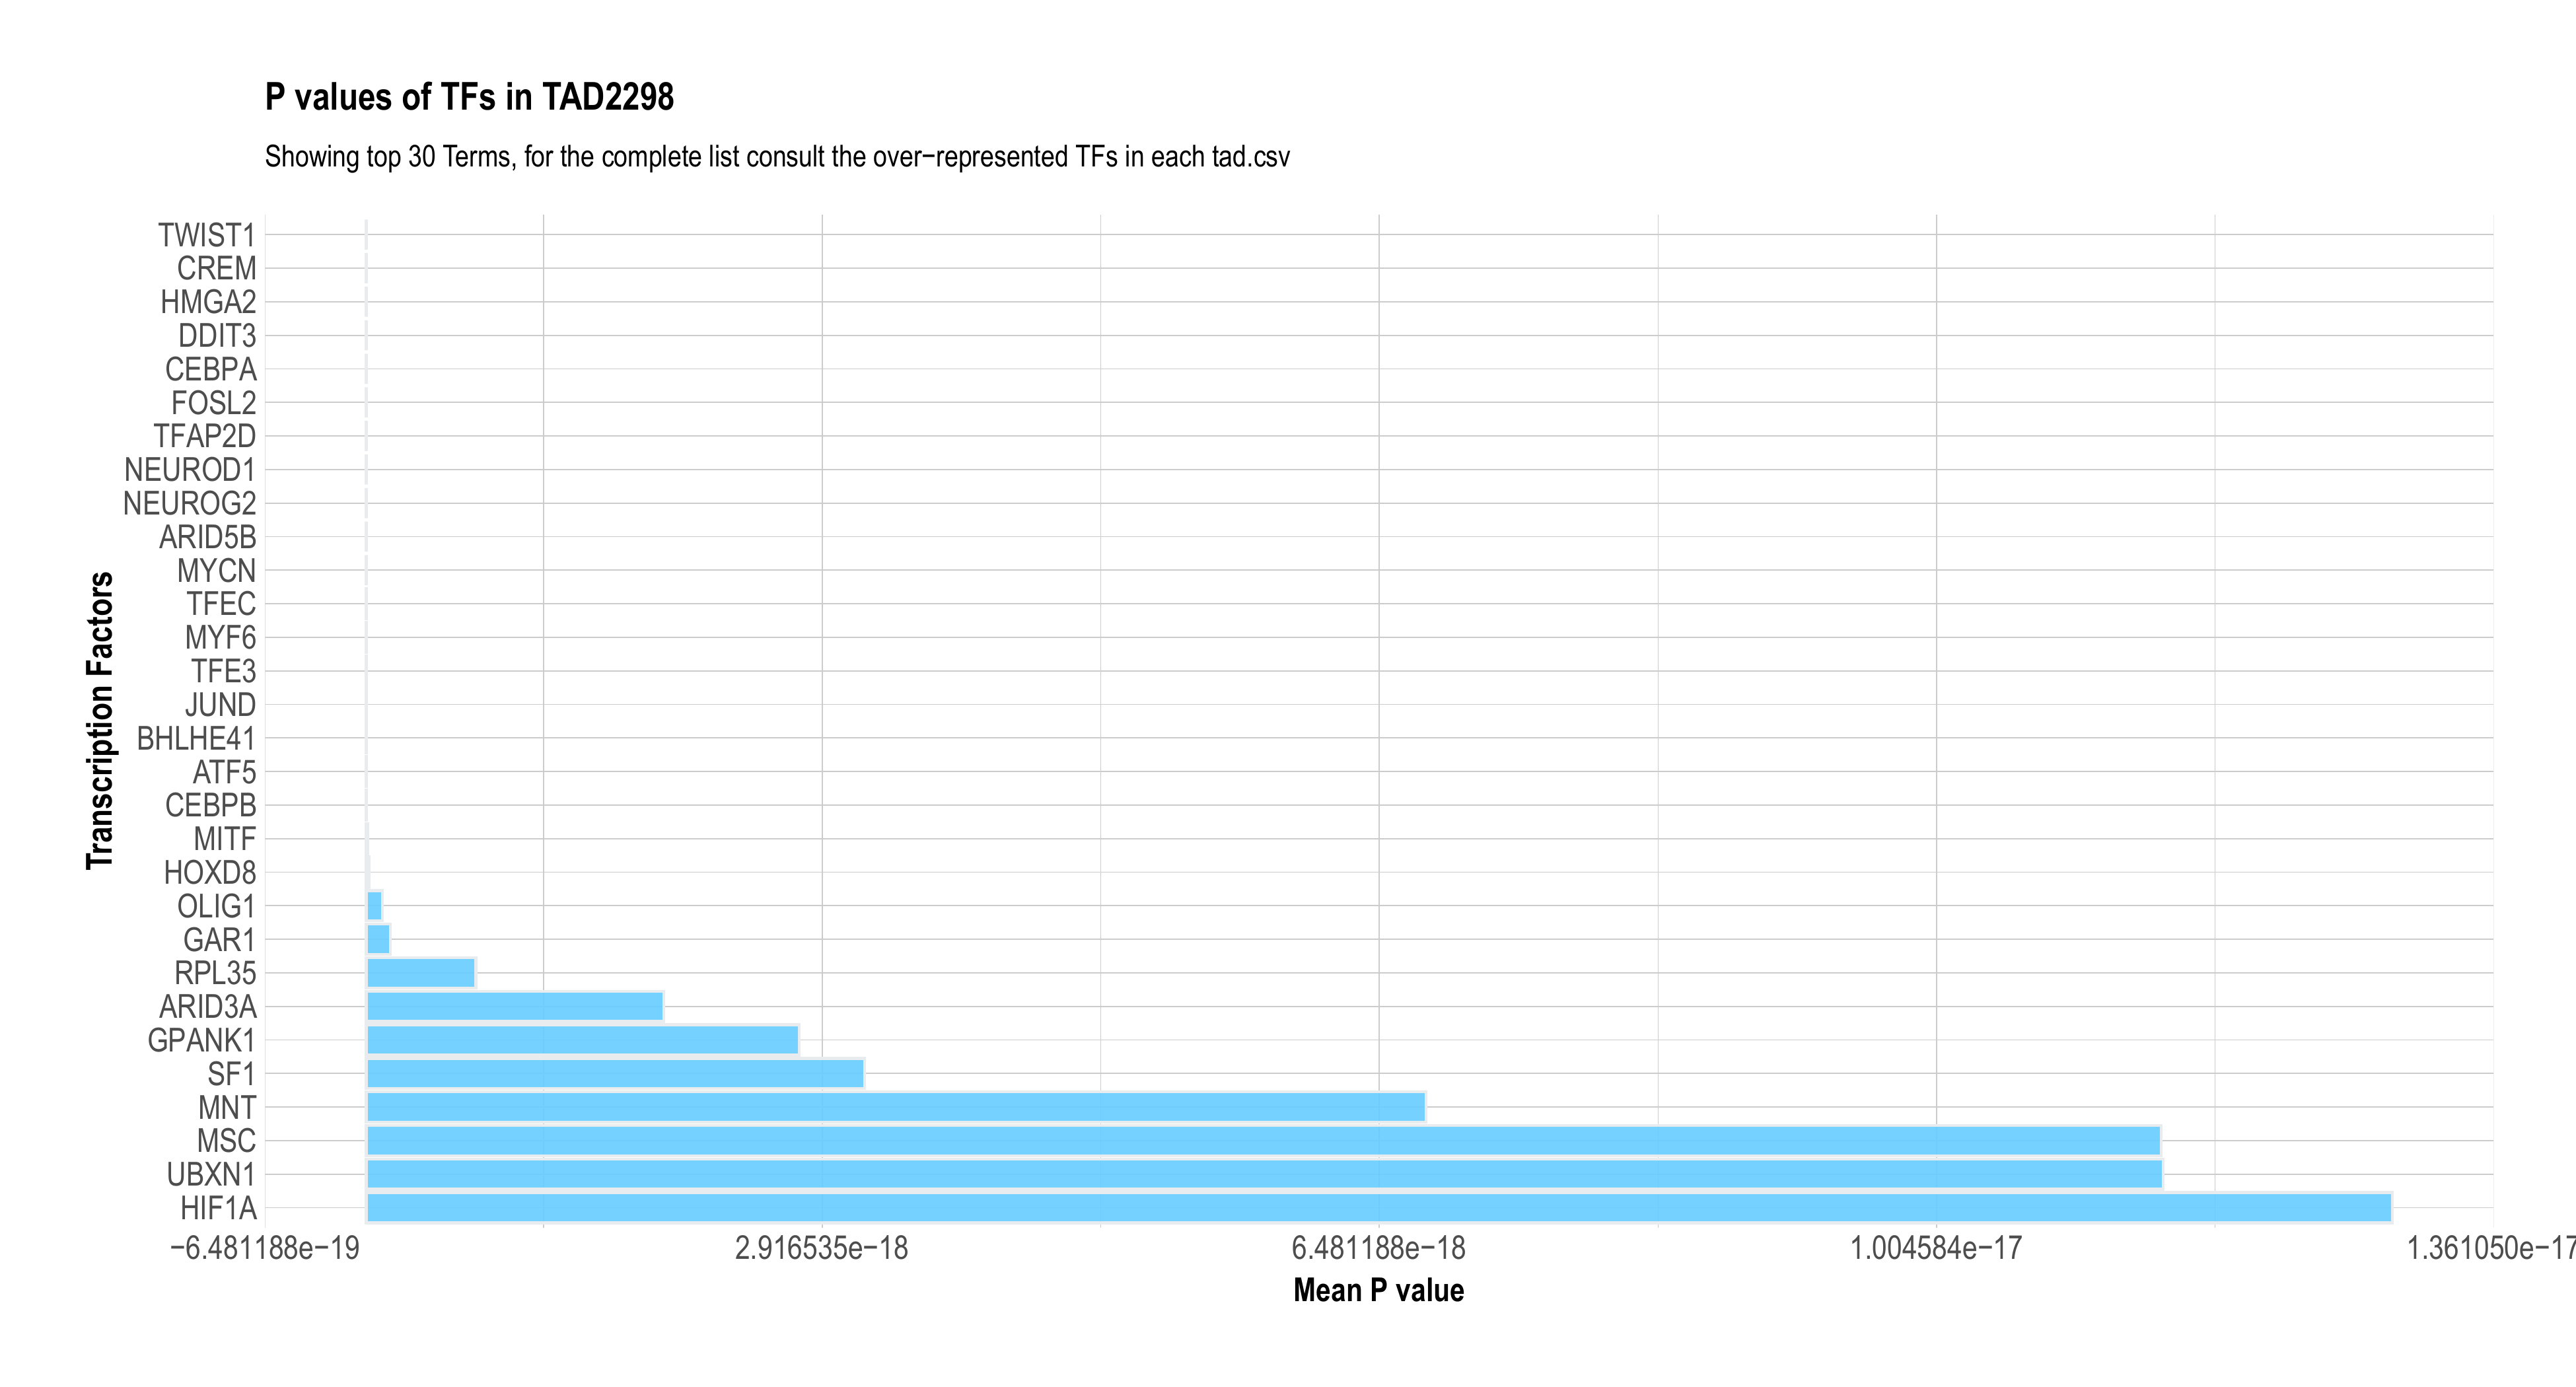 P values of TFs in TAD2298
Showing top 30 Terms, for the complete list consult the over−represented TFs in each tad.csv
Transcription Factors
TWIST1
CREM
HMGA2
DDIT3
CEBPA
FOSL2
TFAP2D
NEUROD1
NEUROG2
ARID5B
MYCN
TFEC
MYF6
TFE3
JUND
BHLHE41
ATF5
CEBPB
MITF
HOXD8
OLIG1
GAR1
RPL35
ARID3A
GPANK1
SF1
MNT
MSC
UBXN1
HIF1A
−6.481188e−19 2.916535e−18 6.481188e−18 1.004584e−17 1.361050e−17
Mean P value